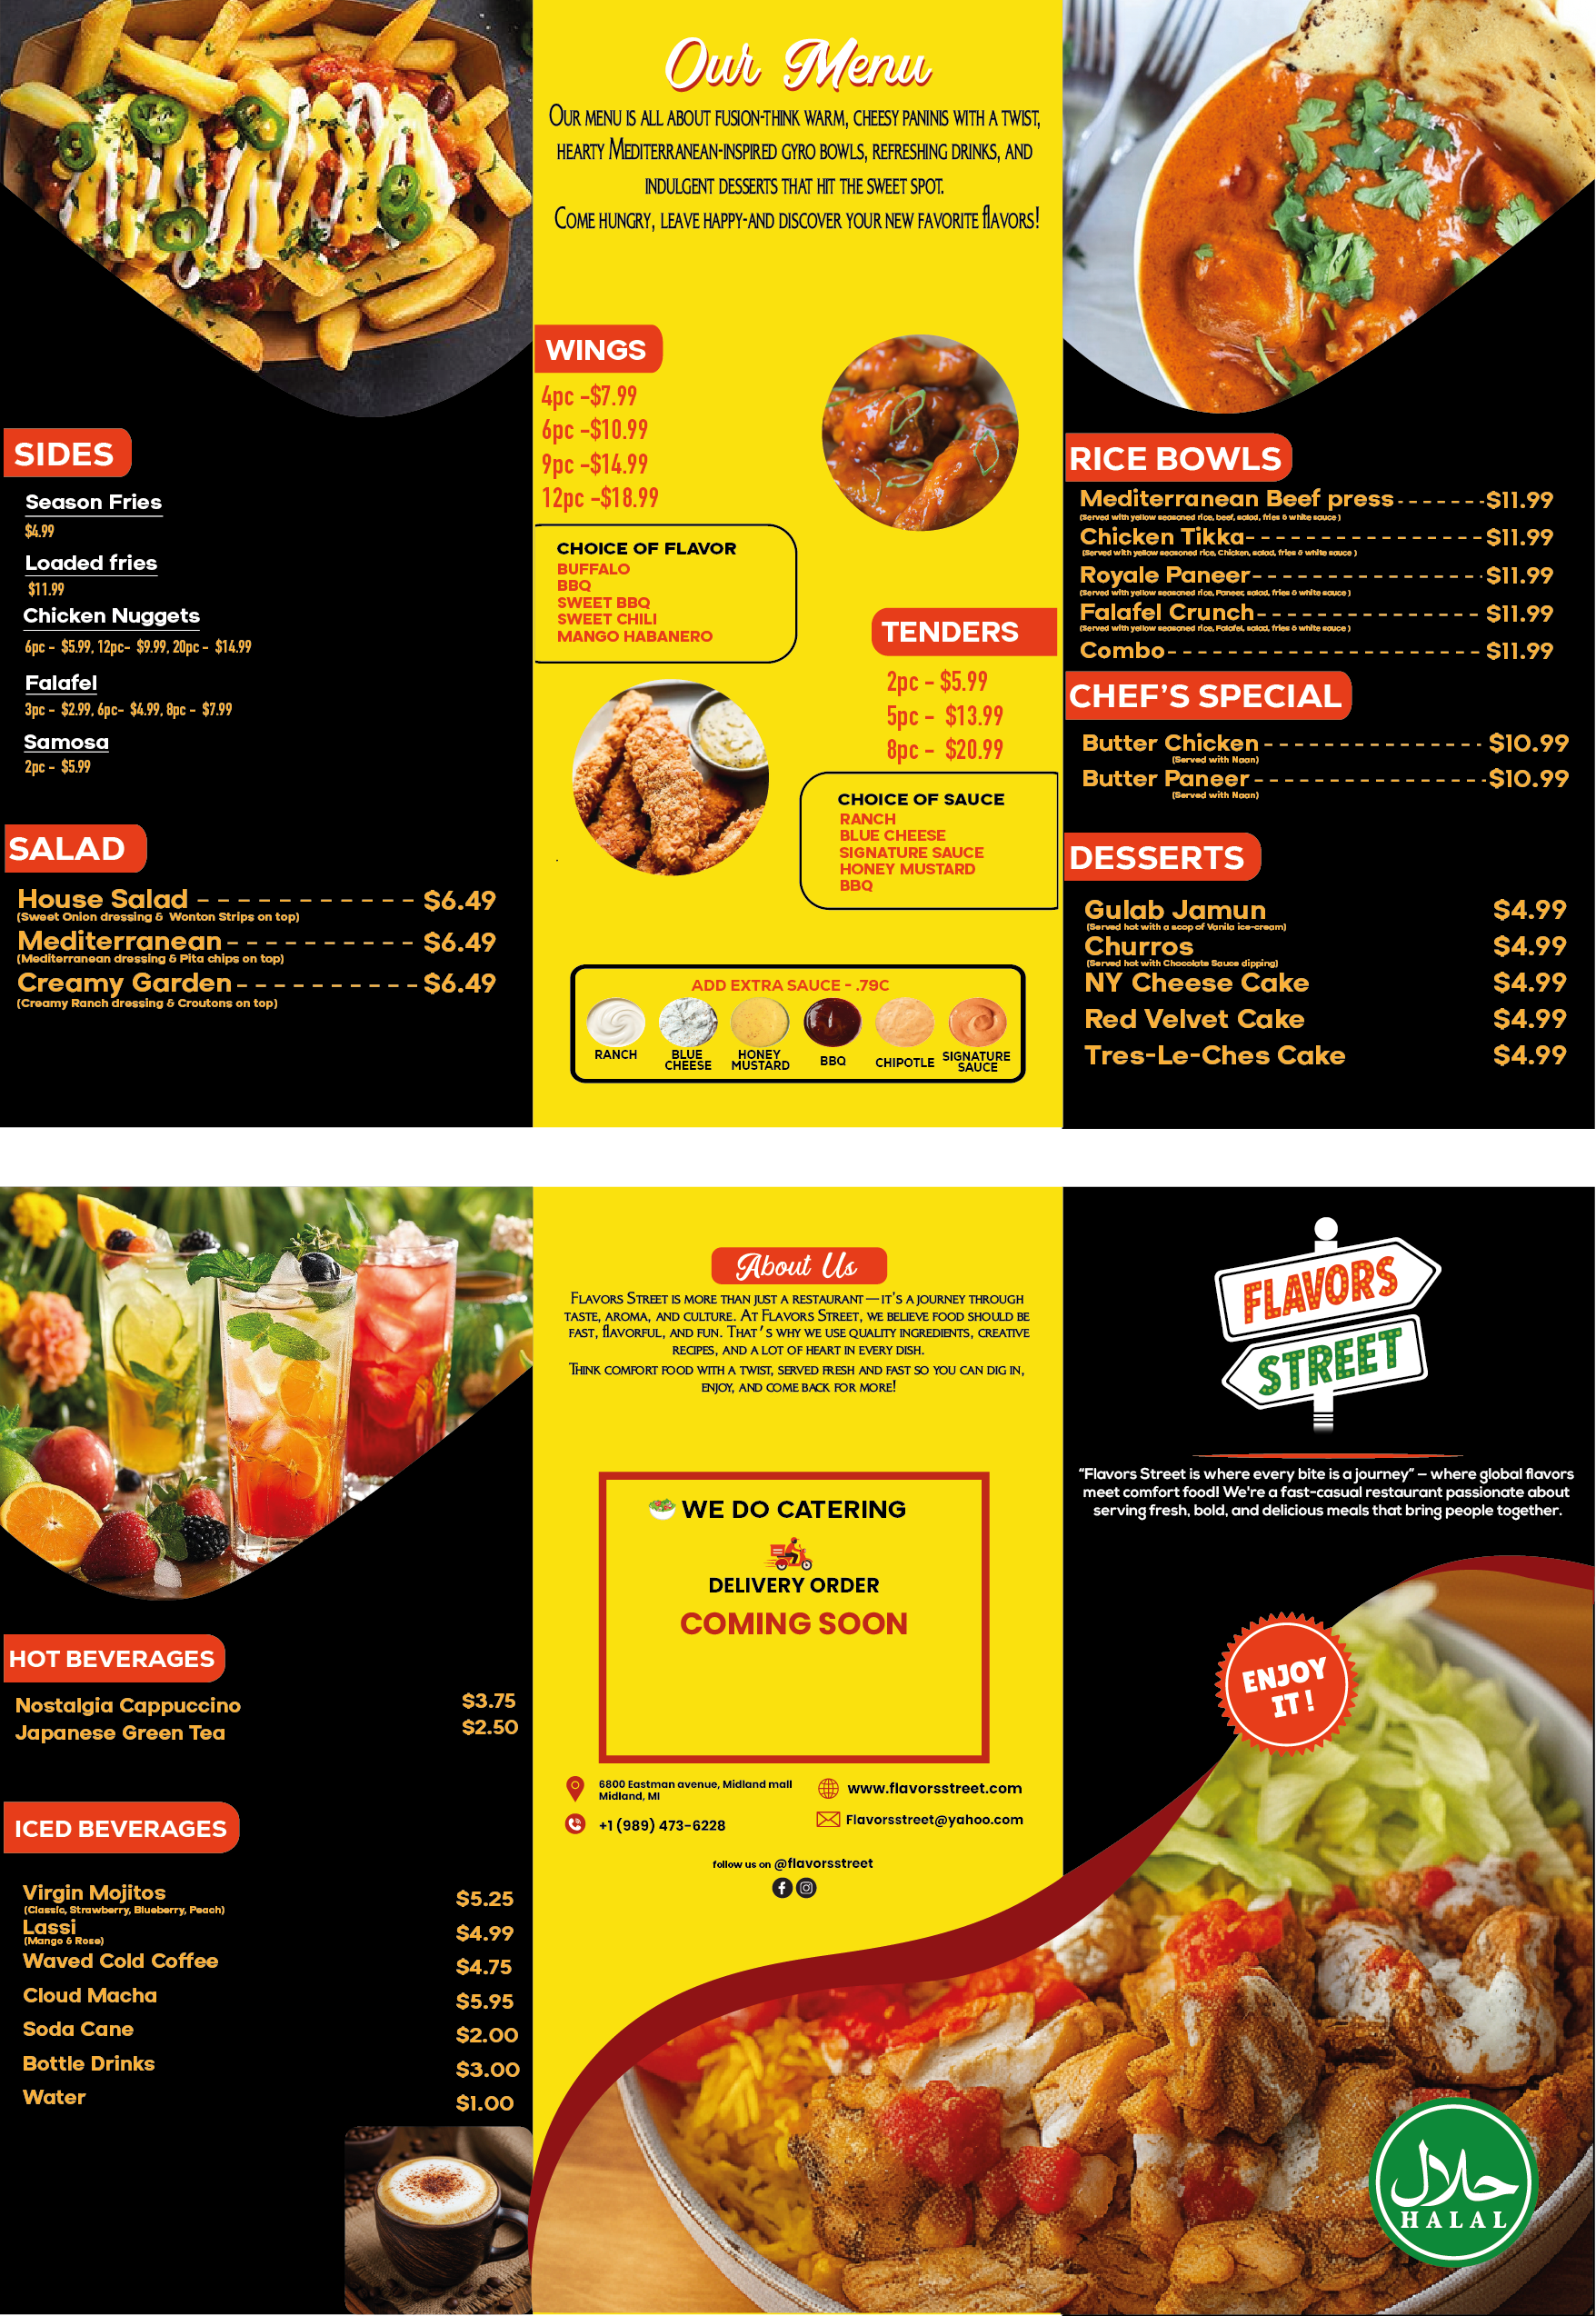 SIDES
Season Fries
$4.99
Loaded fries
$11.99
Chicken Nuggets
6pc - $5.99, 12pc- $9.99, 20pc - $14.99
Falafel
3pc - $2.99, 6pc- $4.99, 8pc - $7.99
Samosa
2pc - $5.99
SALAD
House Salad - - - - - - - - - - - $6.49
(Sweet Onion dressing & Wonton Strips on top)
Mediterranean - - - - - - - - - - $6.49
(Mediterranean dressing & Pita chips on top)
Creamy Garden - - - - - - - - - - $6.49
(Creamy Ranch dressing & Croutons on top)
Our Menu
Our menu is all about fusion-think warm, cheesy paninis with a twist,
hearty Mediterranean-inspired gyro bowls, refreshing drinks, and
indulgent desserts that hit the sweet spot.
Come hungry, leave happy-and discover your new favorite flavors!
WINGS
4pc -$7.99
6pc -$10.99
9pc -$14.99
12pc -$18.99
CHOICE OF FLAVOR
BUFFALO
BBQ
SWEET BBQ
SWEET CHILI
MANGO HABANERO
TENDERS
2pc - $5.99
5pc - $13.99
8pc - $20.99
CHOICE OF SAUCE
RANCH
BLUE CHEESE
SIGNATURE SAUCE
HONEY MUSTARD
BBQ
ADD EXTRA SAUCE - .79C
RANCH
BLUE
CHEESE
HONEY
MUSTARD
BBQ
CHIPOTLE
SIGNATURE
SAUCE
RICE BOWLS
Mediterranean Beef press - - - - - - $11.99
(Served with yellow seasoned rice, beef, salad, fries & white sauce )
Chicken Tikka - - - - - - - - - - - - - - - $11.99
(Served with yellow seasoned rice, Chicken, salad, fries & white sauce )
Royale Paneer - - - - - - - - - - - - - - - $11.99
(Served with yellow seasoned rice, Paneer, salad, fries & white sauce )
Falafel Crunch - - - - - - - - - - - - - - $11.99
(Served with yellow seasoned rice, Falafel, salad, fries & white sauce )
Combo - - - - - - - - - - - - - - - - - - - - $11.99
CHEF'S SPECIAL
Butter Chicken - - - - - - - - - - - - - - $10.99
(Served with Naan)
Butter Paneer - - - - - - - - - - - - - - - $10.99
(Served with Naan)
DESSERTS
Gulab Jamun $4.99
(Served hot with a scop of Vanila ice-cream)
Churros $4.99
(Served hot with Chocolate Sauce dipping)
NY Cheese Cake $4.99
Red Velvet Cake $4.99
Tres-Le-Ches Cake $4.99
HOT BEVERAGES
Nostalgia Cappuccino $3.75
Japanese Green Tea $2.50
ICED BEVERAGES
Virgin Mojitos $5.25
(Classic, Strawberry, Blueberry, Peach)
Lassi $4.99
(Mango & Rose)
Waved Cold Coffee $4.75
Cloud Macha $5.95
Soda Cane $2.00
Bottle Drinks $3.00
Water $1.00
About Us
Flavors Street is more than just a restaurant — it's a journey through
taste, aroma, and culture. At Flavors Street, we believe food should be
fast, flavorful, and fun. That's why we use quality ingredients, creative
recipes, and a lot of heart in every dish.
Think comfort food with a twist, served fresh and fast so you can dig in,
enjoy, and come back for more!
WE DO CATERING
DELIVERY ORDER
COMING SOON
6800 Eastman avenue, Midland mall
Midland, MI
+1 (989) 473-6228
www.flavorsstreet.com
Flavorsstreet@yahoo.com
follow us on @flavorsstreet
FLAVORS
STREET
“Flavors Street is where every bite is a journey” – where global flavors
meet comfort food! We're a fast-casual restaurant passionate about
serving fresh, bold, and delicious meals that bring people together.
ENJOY
IT !
حلال
HALAL